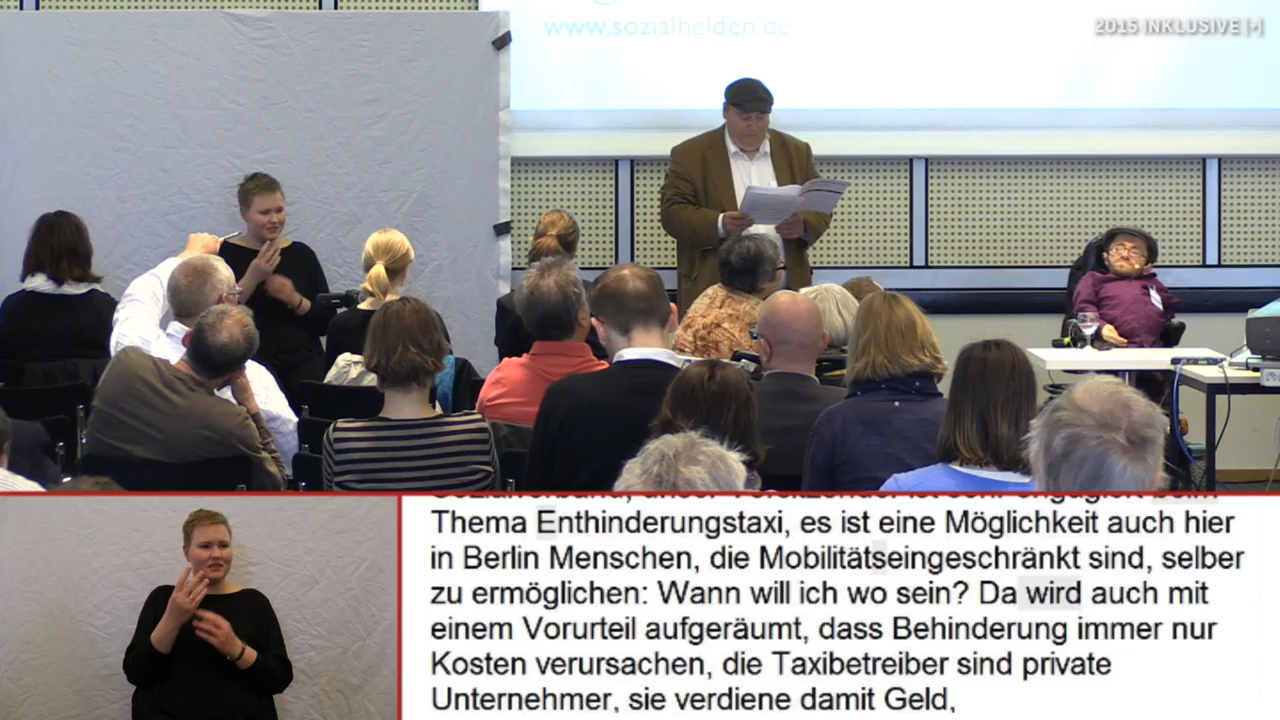 www.sozialhelden.de
2015 INKLUSIVE [•]
Thema Enthinderungstaxi, es ist eine Möglichkeit auch hier
in Berlin Menschen, die Mobilitätseingeschränkt sind, selber
zu ermöglichen: Wann will ich wo sein? Da wird auch mit
einem Vorurteil aufgeräumt, dass Behinderung immer nur
Kosten verursachen, die Taxibetreiber sind private
Unternehmer, sie verdiene damit Geld,